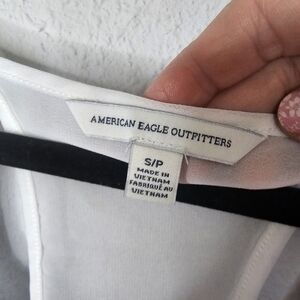 AMERICAN EAGLE OUTFITTERS
S/P
MADE IN
VIETNAM
FABRIQUÉ AU
VIETNAM